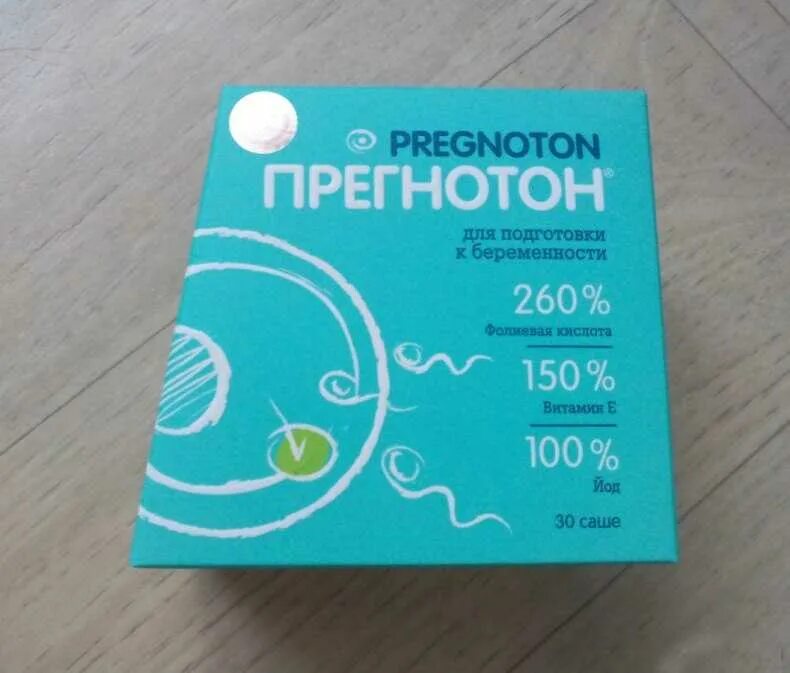 PREGNOTON
ПРЕГНОТОН®
для подготовки
к беременности
260%
Фолиевая кислота
150%
Витамин Е
100%
Йод
30 саше